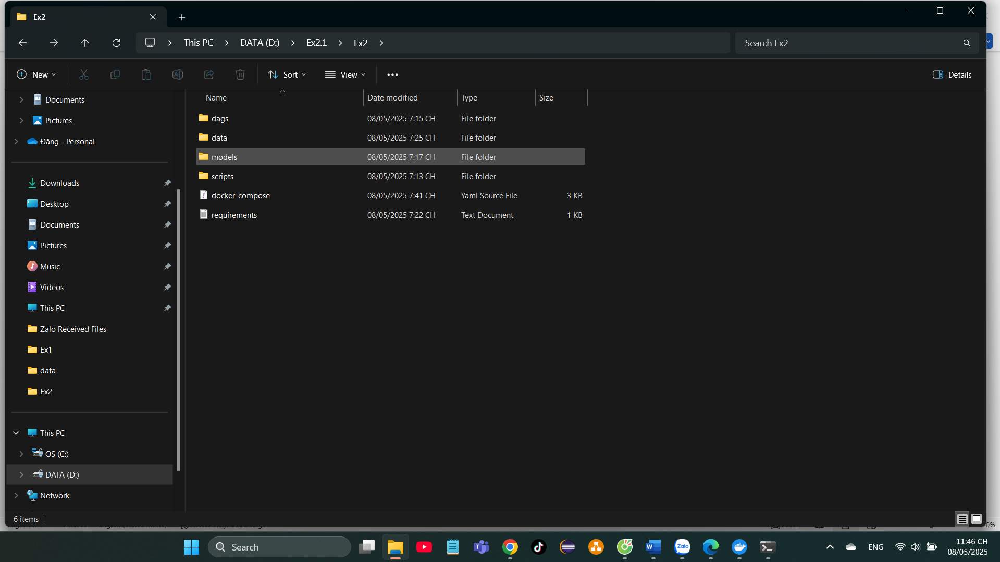 Ex2
This PC
DATA (D:)
Ex2.1
Ex2
Search Ex2
New
Sort
View
Details
Documents
Pictures
Đăng - Personal
Downloads
Desktop
Documents
Pictures
Music
Videos
This PC
Zalo Received Files
Ex1
data
Ex2
This PC
OS (C:)
DATA (D:)
Network
Name Date modified Type Size
dags 08/05/2025 7:15 CH File folder
data 08/05/2025 7:25 CH File folder
models 08/05/2025 7:17 CH File folder
scripts 08/05/2025 7:13 CH File folder
docker-compose 08/05/2025 7:41 CH Yaml Source File 3 KB
requirements 08/05/2025 7:22 CH Text Document 1 KB
6 items
Search
Zalo
ENG
11:46 CH
08/05/2025